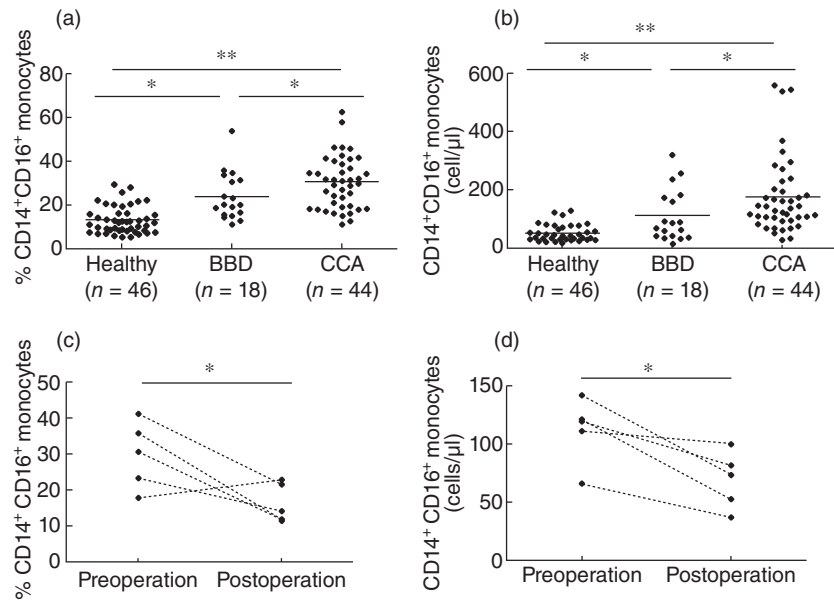 (a)
**
*
*
% CD14⁺CD16⁺ monocytes
80
60
40
20
0
Healthy
(n = 46)
BBD
(n = 18)
CCA
(n = 44)
(b)
**
*
*
CD14⁺CD16⁺ monocytes
(cell/µl)
600
400
200
0
Healthy
(n = 46)
BBD
(n = 18)
CCA
(n = 44)
(c)
*
% CD14⁺ CD16⁺ monocytes
50
40
30
20
10
0
Preoperation
Postoperation
(d)
*
CD14⁺ CD16⁺ monocytes
(cells/µl)
150
100
50
0
Preoperation
Postoperation